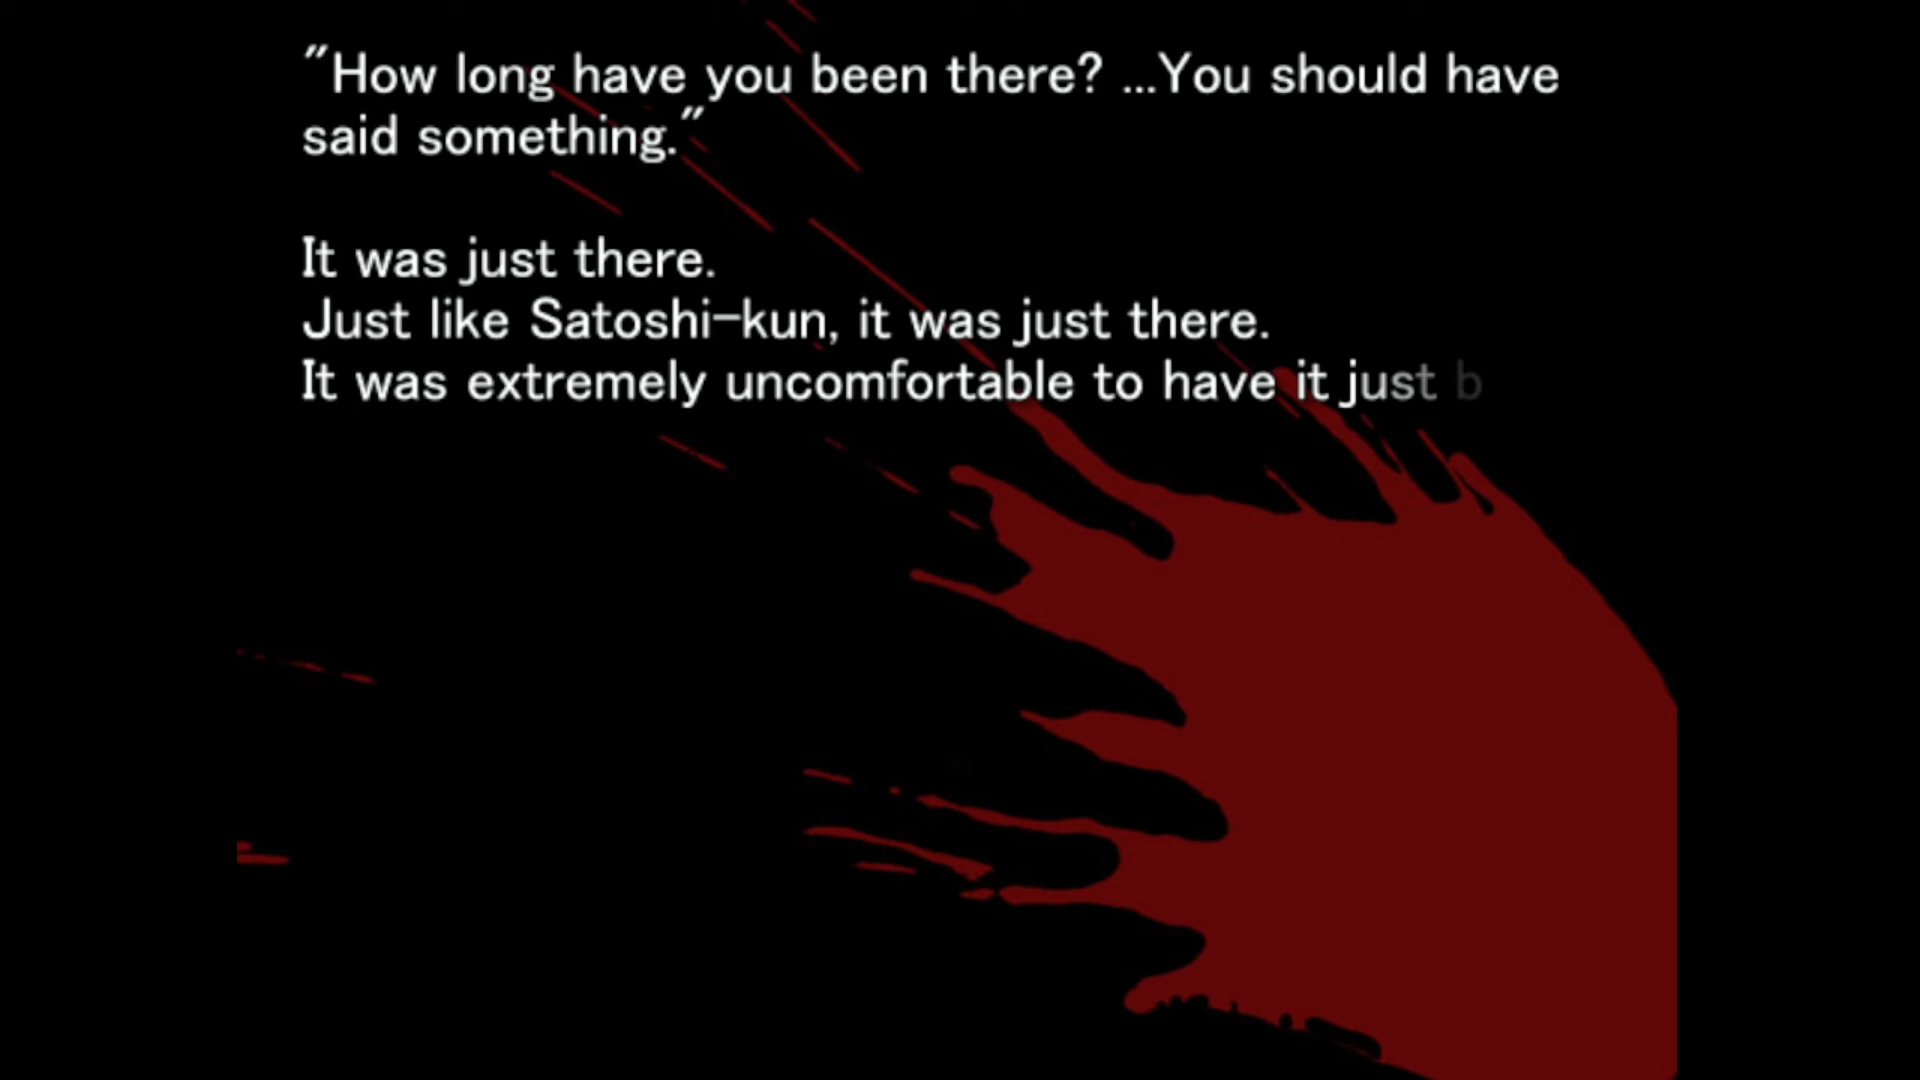 "How long have you been there? ...You should have
said something."
It was just there.
Just like Satoshi-kun, it was just there.
It was extremely uncomfortable to have it just b